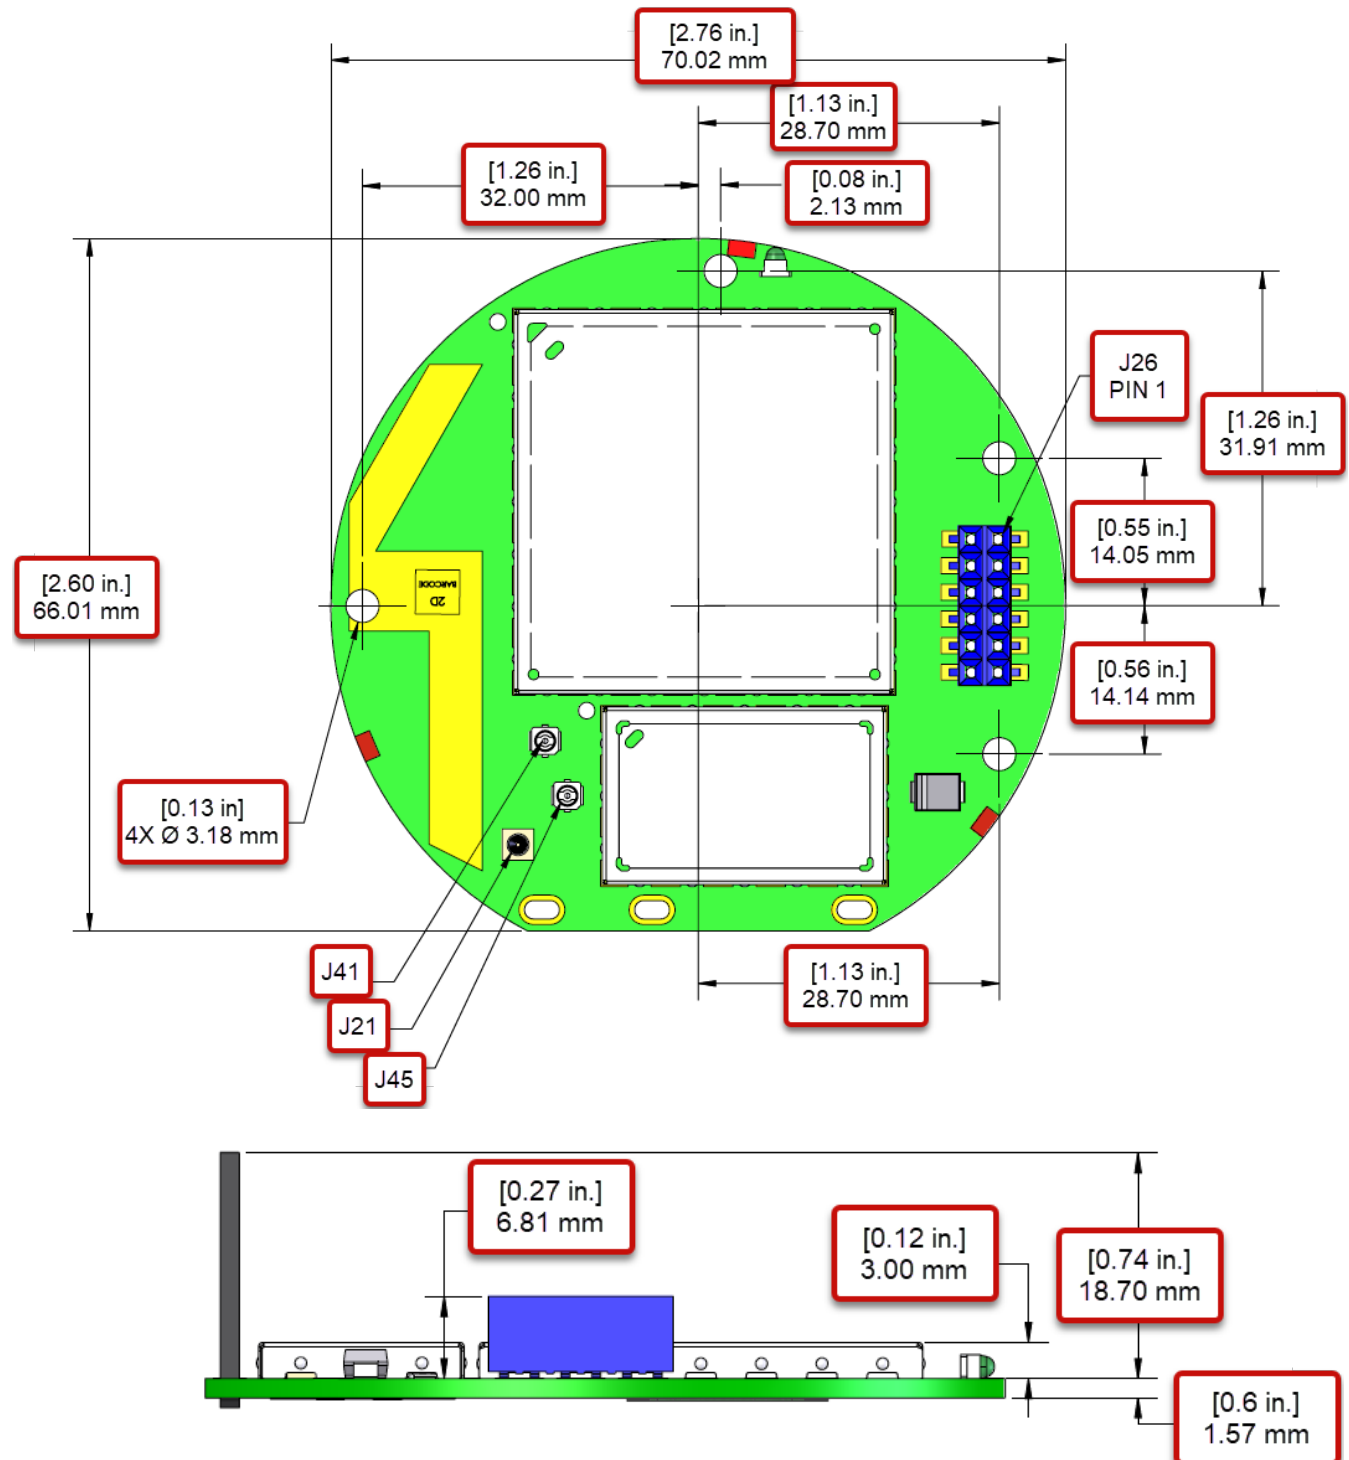 [2.76 in.]
70.02 mm
[1.13 in.]
28.70 mm
[1.26 in.]
32.00 mm
[0.08 in.]
2.13 mm
J26
PIN 1
[1.26 in.]
31.91 mm
[0.55 in.]
14.05 mm
[2.60 in.]
66.01 mm
2D
BARCODE
[0.56 in.]
14.14 mm
[0.13 in]
4X Ø 3.18 mm
J41
[1.13 in.]
28.70 mm
J21
J45
[0.27 in.]
6.81 mm
[0.12 in.]
3.00 mm
[0.74 in.]
18.70 mm
[0.6 in.]
1.57 mm